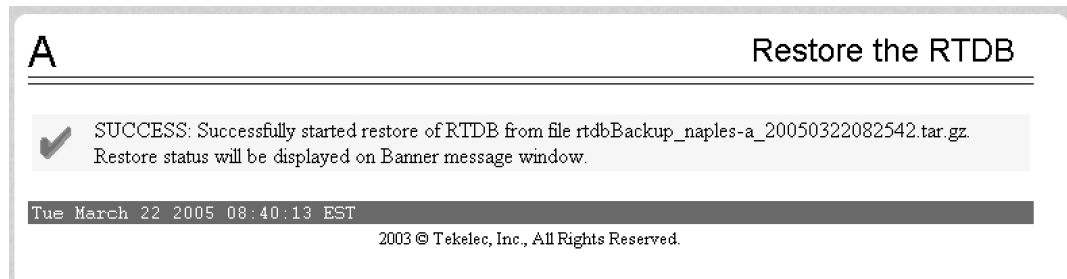 A
Restore the RTDB
SUCCESS: Successfully started restore of RTDB from file rtdbBackup_naples-a_20050322082542.tar.gz.
Restore status will be displayed on Banner message window.
Tue March 22 2005 08:40:13 EST
2003 © Tekelec, Inc., All Rights Reserved.